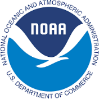 NATIONAL OCEANIC AND ATMOSPHERIC ADMINISTRATION
NOAA
U.S. DEPARTMENT OF COMMERCE